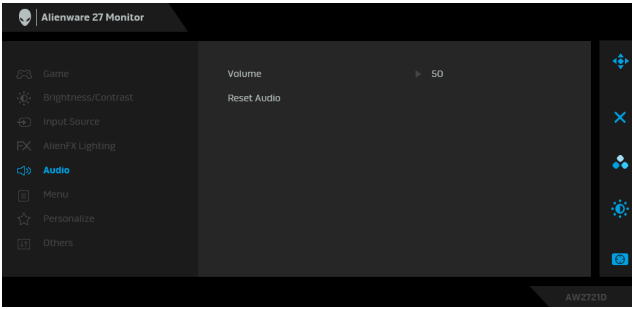 Alienware 27 Monitor
Game
Volume 50
Brightness/Contrast
Reset Audio
Input Source
FX AlienFX Lighting
Audio
Menu
Personalize
Others
AW2721D